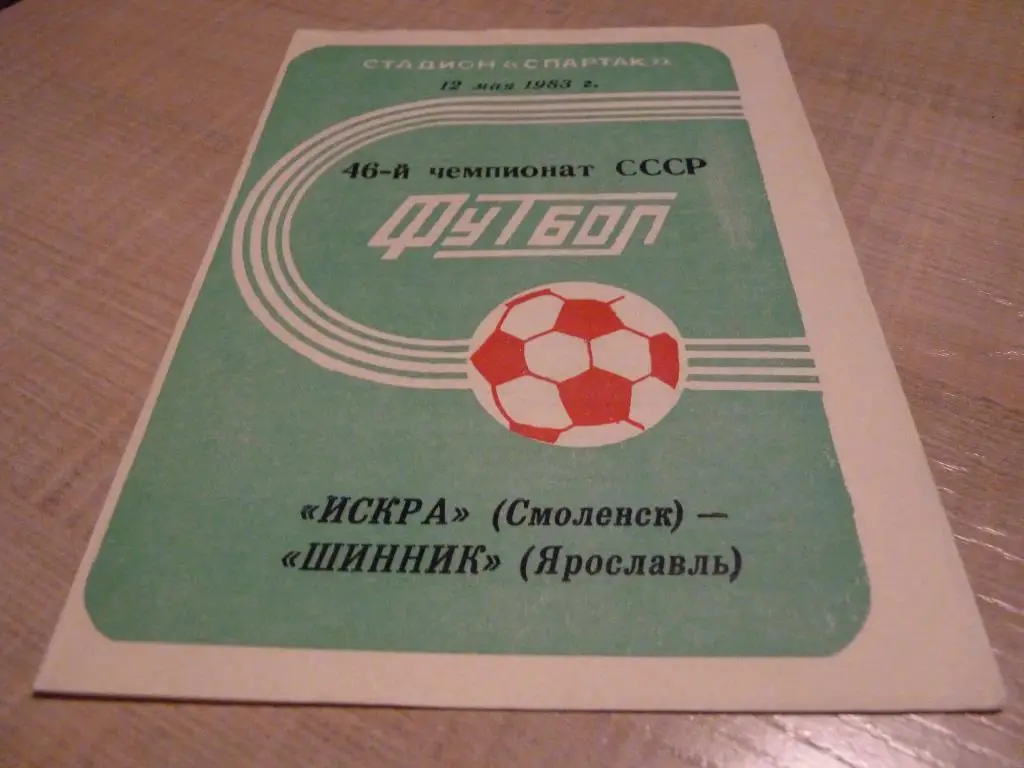 СТАДИОН «СПАРТАК»
12 мая 1983 г.
46-й чемпионат СССР
ФУТБОЛ
«ИСКРА» (Смоленск) —
«ШИННИК» (Ярославль)